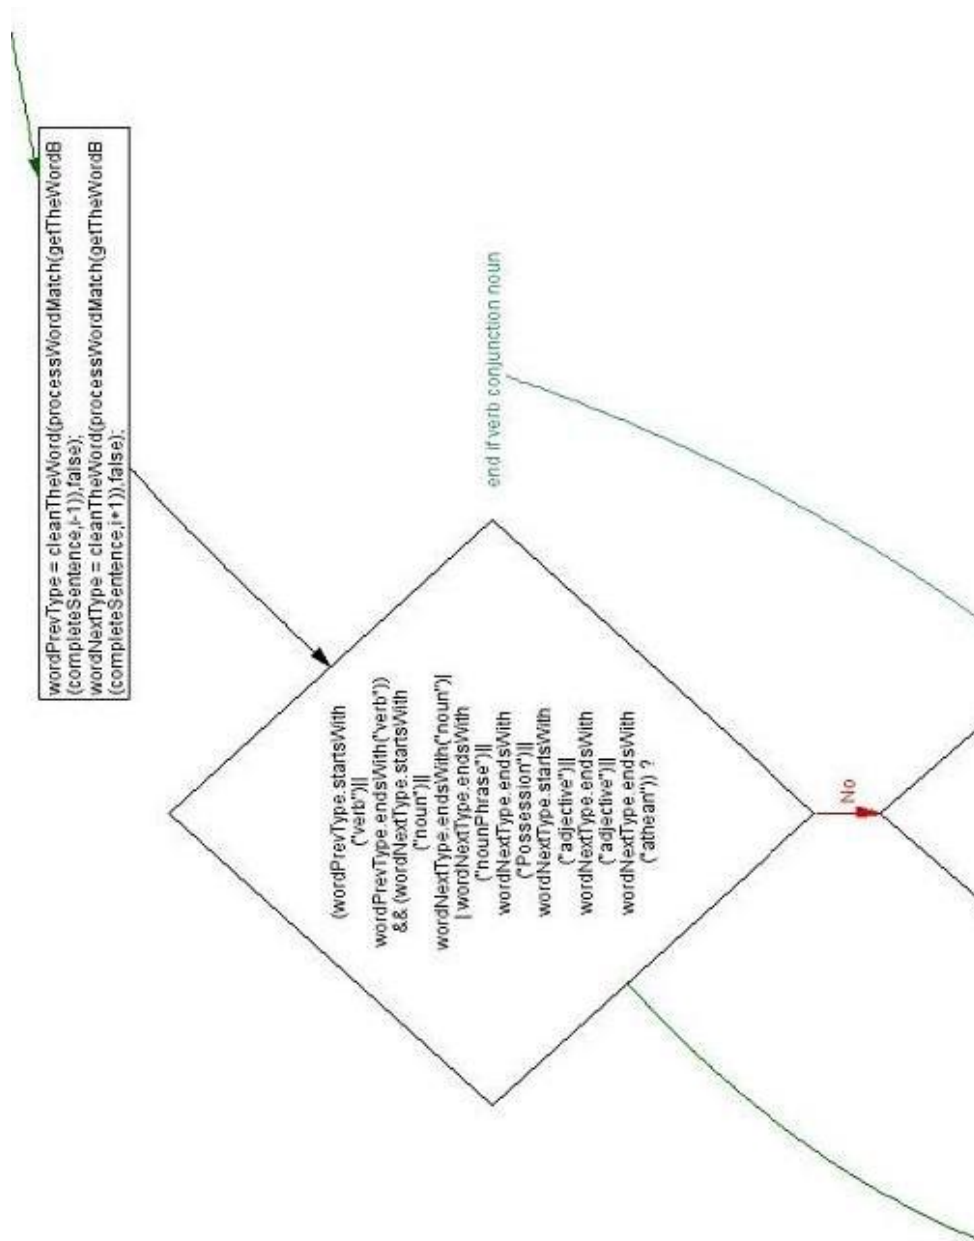 wordPrevType = cleanTheWord(processWordMatch(getTheWordB
(completeSentence,i-1)),false);
wordNextType = cleanTheWord(processWordMatch(getTheWordB
(completeSentence,i+1)),false);
end if verb conjunction noun
(wordPrevType.startsWith
("verb")||
wordPrevType.endsWith("verb"))
&& (wordNextType.startsWith
("noun")||
wordNextType.endsWith("noun")|
| wordNextType.endsWith
("nounPhrase")||
wordNextType.endsWith
("Possession")||
wordNextType.startsWith
("adjective")||
wordNextType.endsWith
("adjective")||
wordNextType.endsWith
("athean")) ?
No